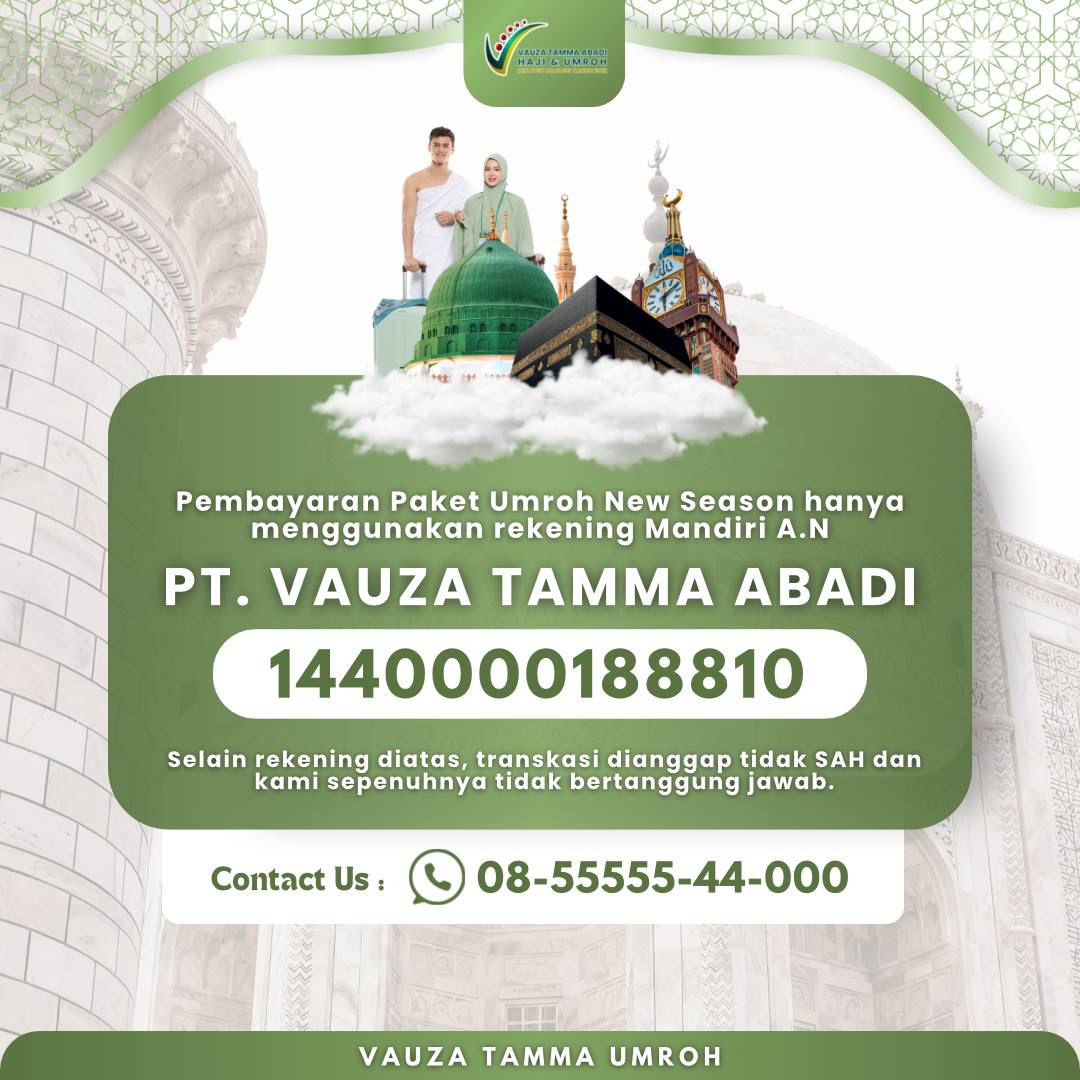 VAUZA TAMMA ABADI
HAJI & UMROH
Pembayaran Paket Umroh New Season hanya
menggunakan rekening Mandiri A.N
PT. VAUZA TAMMA ABADI
1440000188810
Selain rekening diatas, transkasi dianggap tidak SAH dan
kami sepenuhnya tidak bertanggung jawab.
Contact Us : 08-55555-44-000
VAUZA TAMMA UMROH